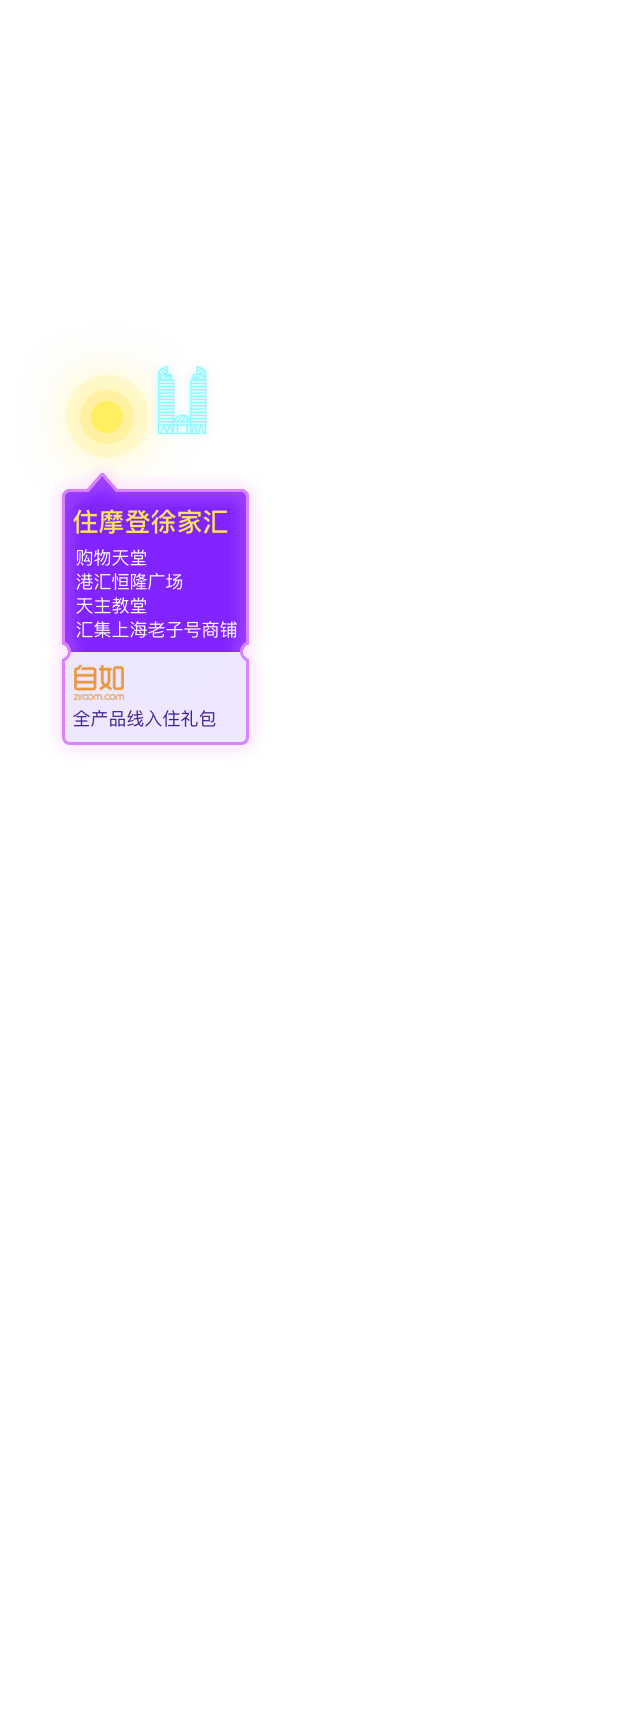 住摩登徐家汇
购物天堂
港汇恒隆广场
天主教堂
汇集上海老子号商铺
自如
ziroom.com
全产品线入住礼包